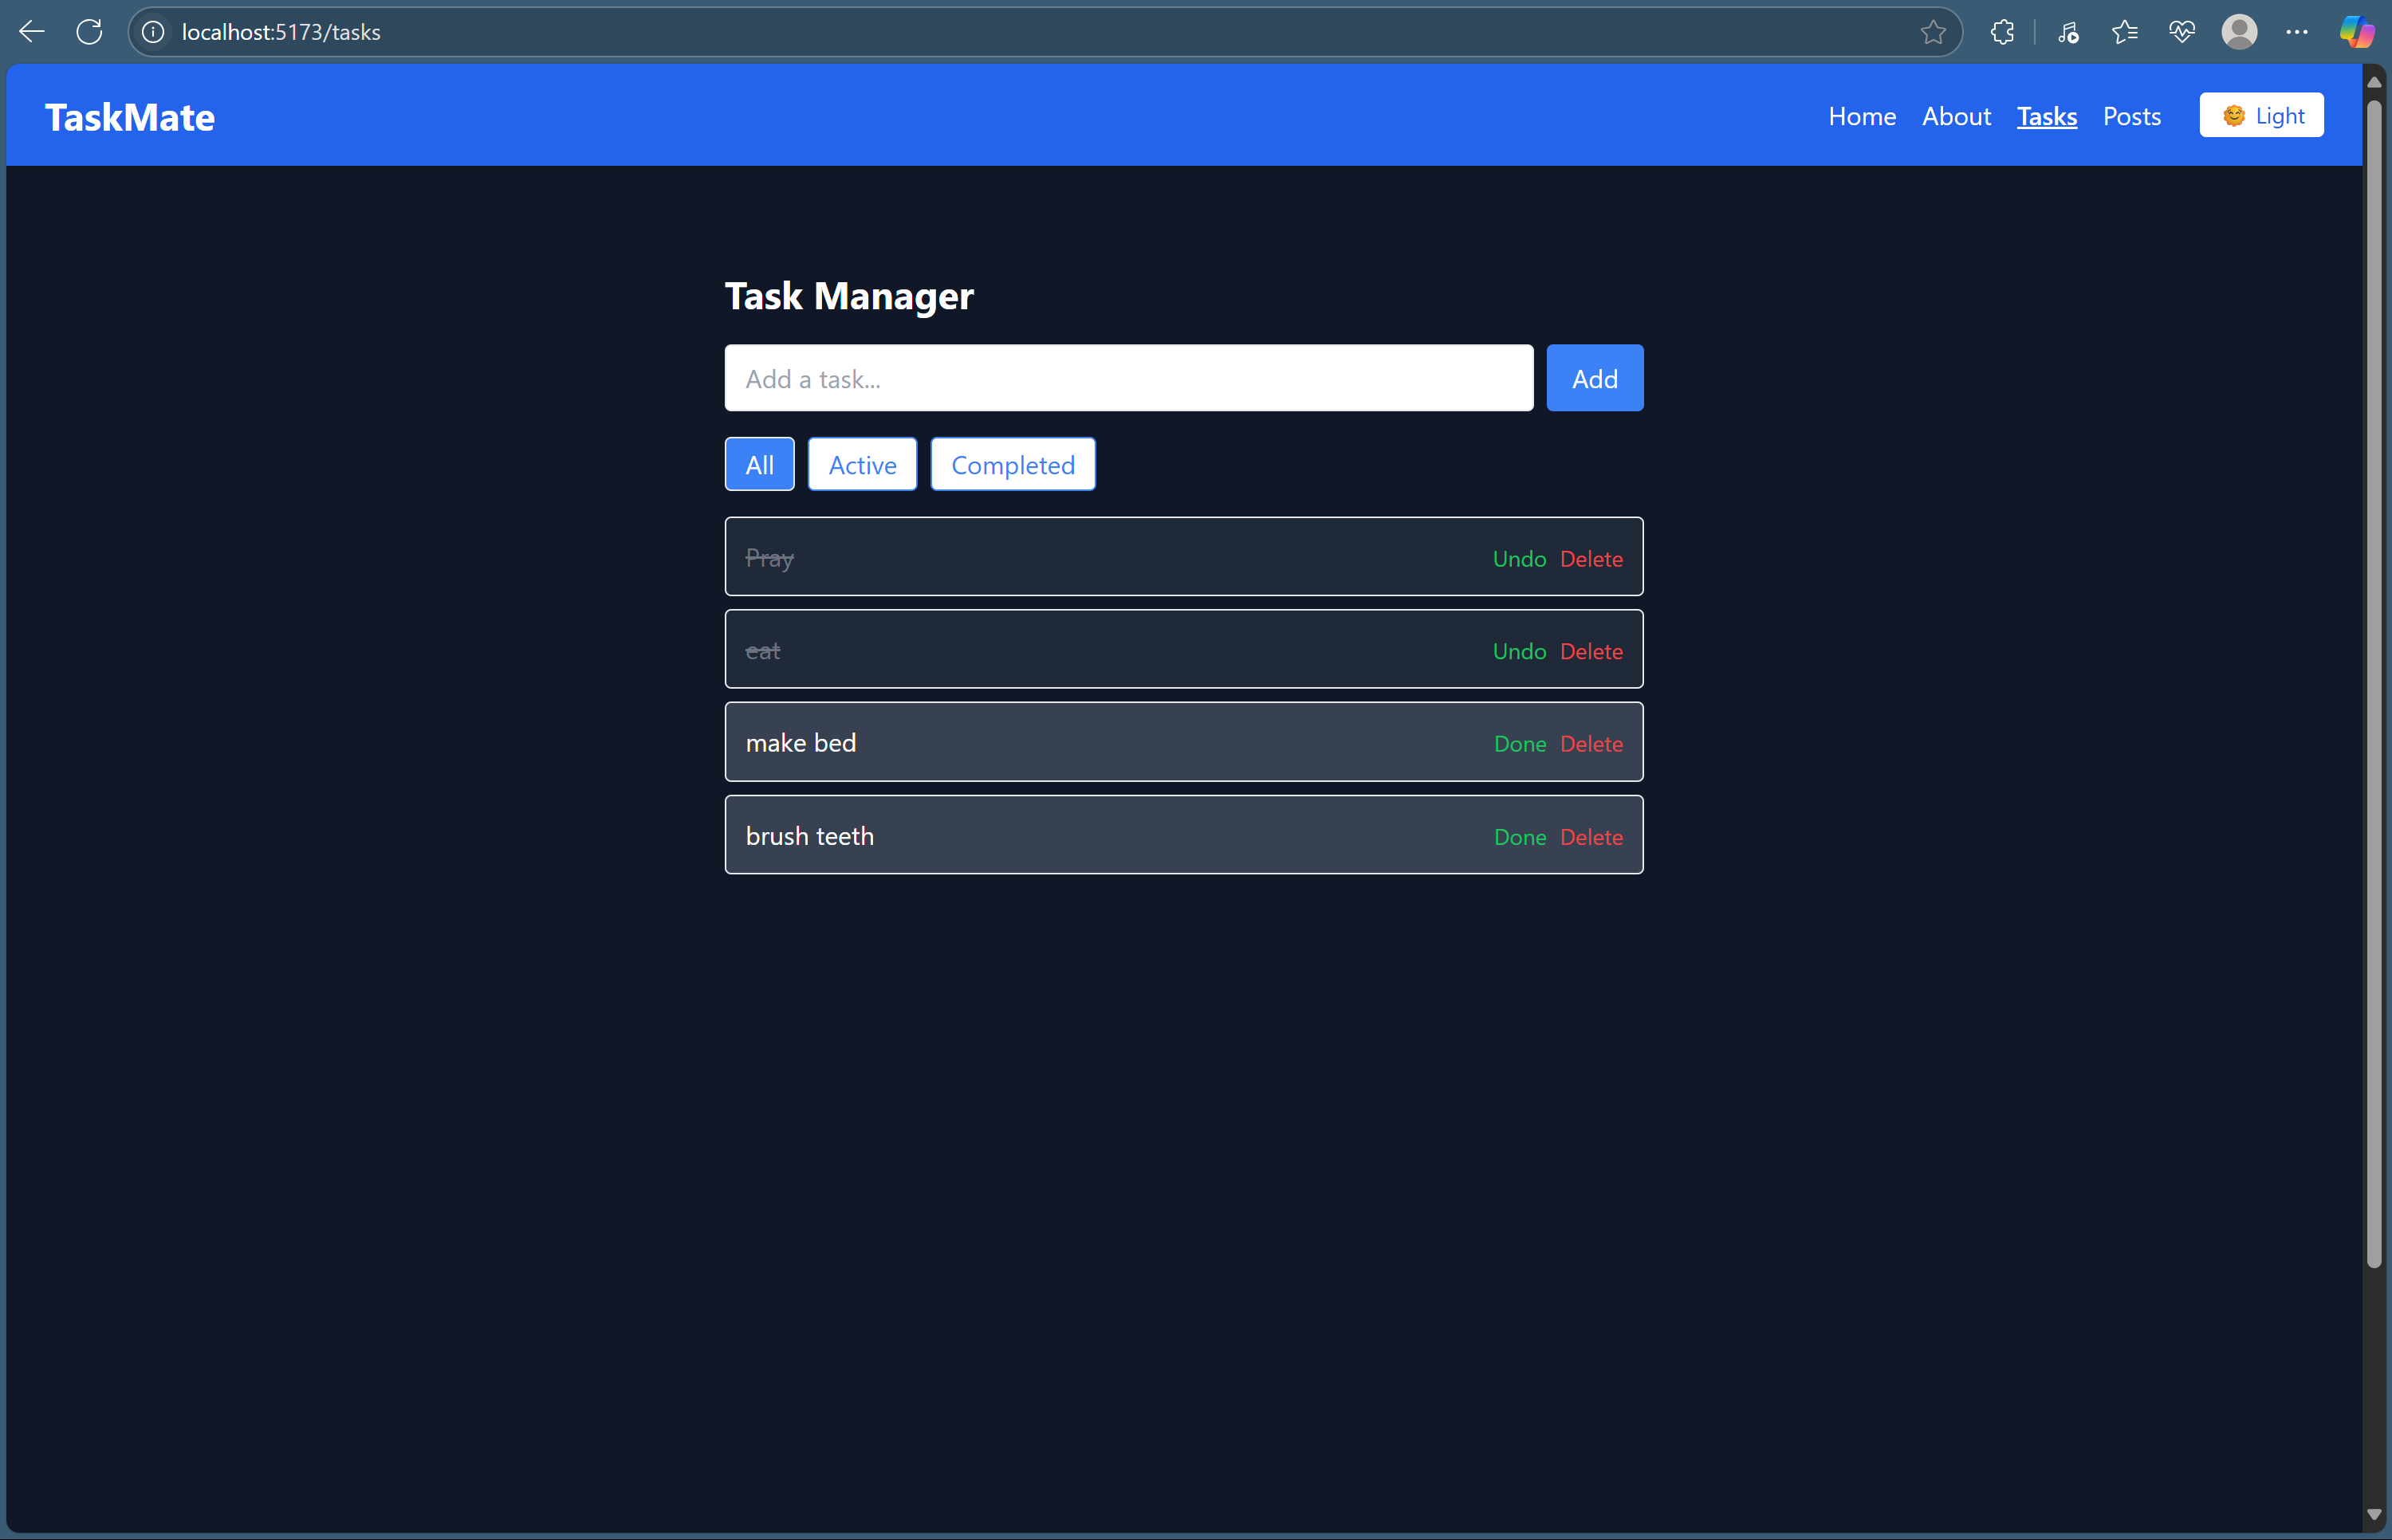 localhost:5173/tasks
TaskMate Home About Tasks Posts 🌞 Light
Task Manager
Add a task... Add
All Active Completed
Pray Undo Delete
eat Undo Delete
make bed Done Delete
brush teeth Done Delete